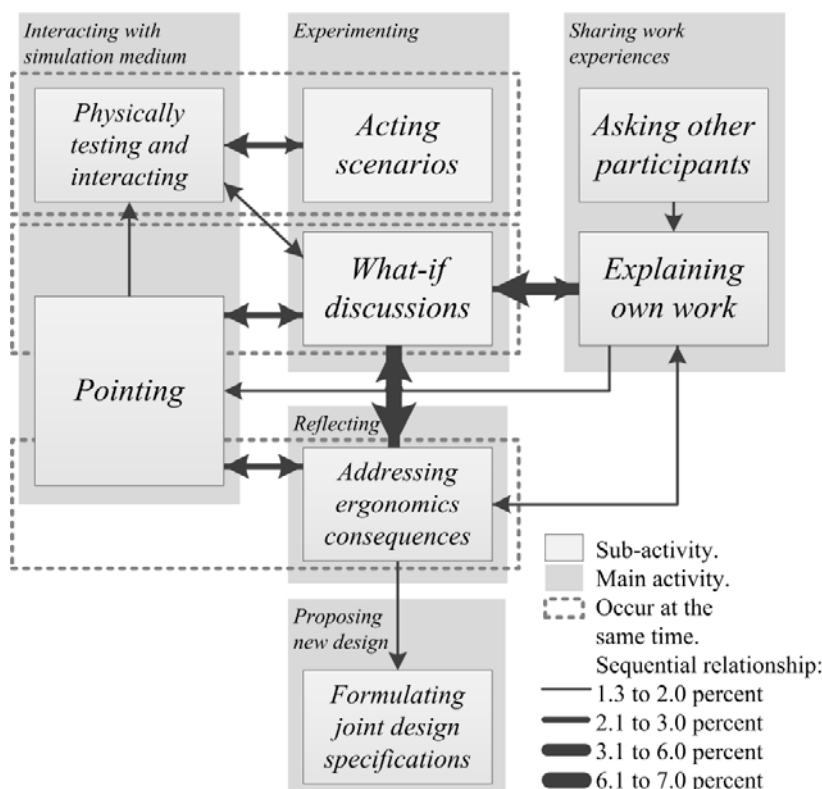 Interacting with
simulation medium
Experimenting
Sharing work
experiences
Physically
testing and
interacting
Acting
scenarios
Asking other
participants
What-if
discussions
Explaining
own work
Pointing
Reflecting
Addressing
ergonomics
consequences
Proposing
new design
Formulating
joint design
specifications
Sub-activity.
Main activity.
Occur at the
same time.
Sequential relationship:
1.3 to 2.0 percent
2.1 to 3.0 percent
3.1 to 6.0 percent
6.1 to 7.0 percent